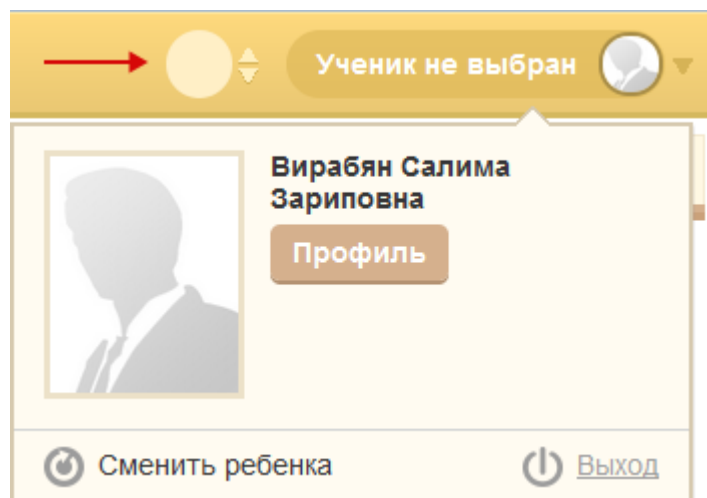 Ученик не выбран
Вирабян Салима
Зариповна
Профиль
Сменить ребенка
Выход